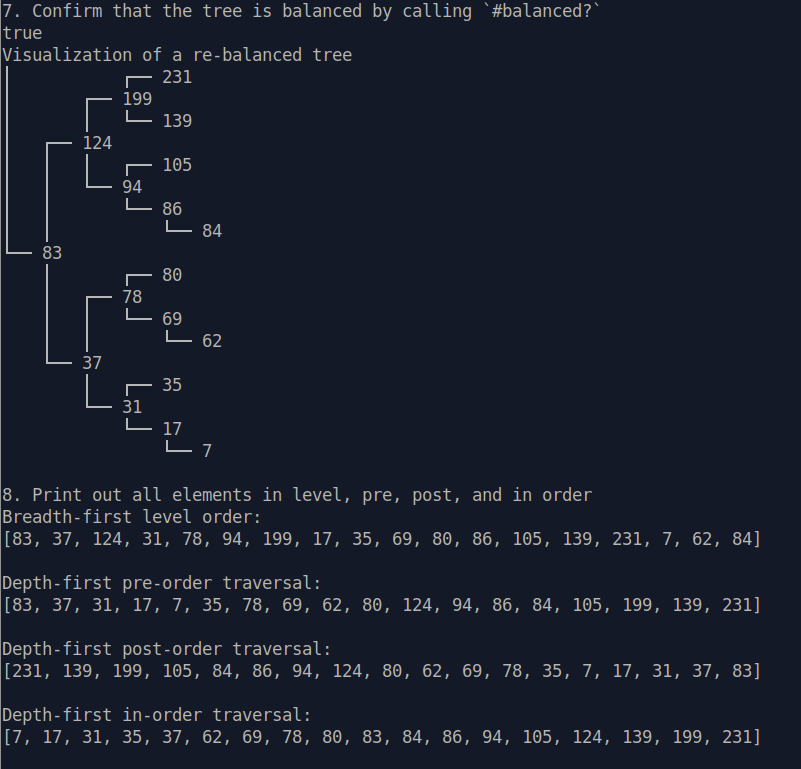 7. Confirm that the tree is balanced by calling `#balanced?`
true
Visualization of a re-balanced tree
│           ┌── 231
│       ┌── 199
│       │   └── 139
│   ┌── 124
│   │   │   ┌── 105
│   │   └── 94
│   │       └── 86
│   │           └── 84
└── 83
    │       ┌── 80
    │   ┌── 78
    │   │   └── 69
    │   │       └── 62
    └── 37
        │   ┌── 35
        └── 31
            └── 17
                └── 7
8. Print out all elements in level, pre, post, and in order
Breadth-first level order:
[83, 37, 124, 31, 78, 94, 199, 17, 35, 69, 80, 86, 105, 139, 231, 7, 62, 84]
Depth-first pre-order traversal:
[83, 37, 31, 17, 7, 35, 78, 69, 62, 80, 124, 94, 86, 84, 105, 199, 139, 231]
Depth-first post-order traversal:
[231, 139, 199, 105, 84, 86, 94, 124, 80, 62, 69, 78, 35, 7, 17, 31, 37, 83]
Depth-first in-order traversal:
[7, 17, 31, 35, 37, 62, 69, 78, 80, 83, 84, 86, 94, 105, 124, 139, 199, 231]